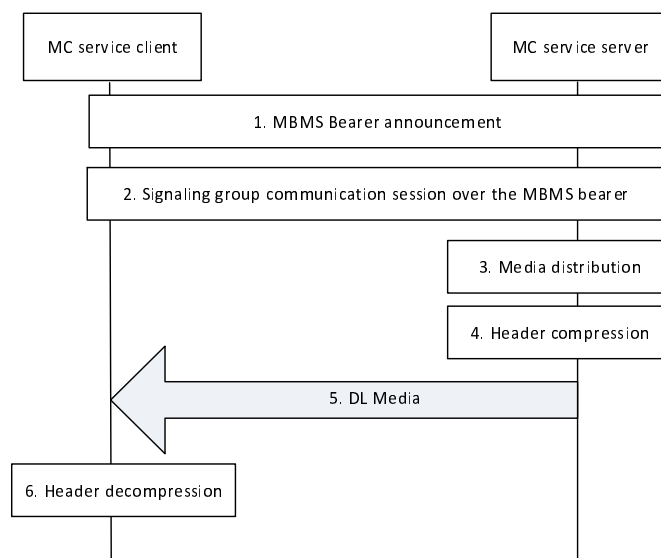 MC service client
MC service server
1. MBMS Bearer announcement
2. Signaling group communication session over the MBMS bearer
3. Media distribution
4. Header compression
5. DL Media
6. Header decompression